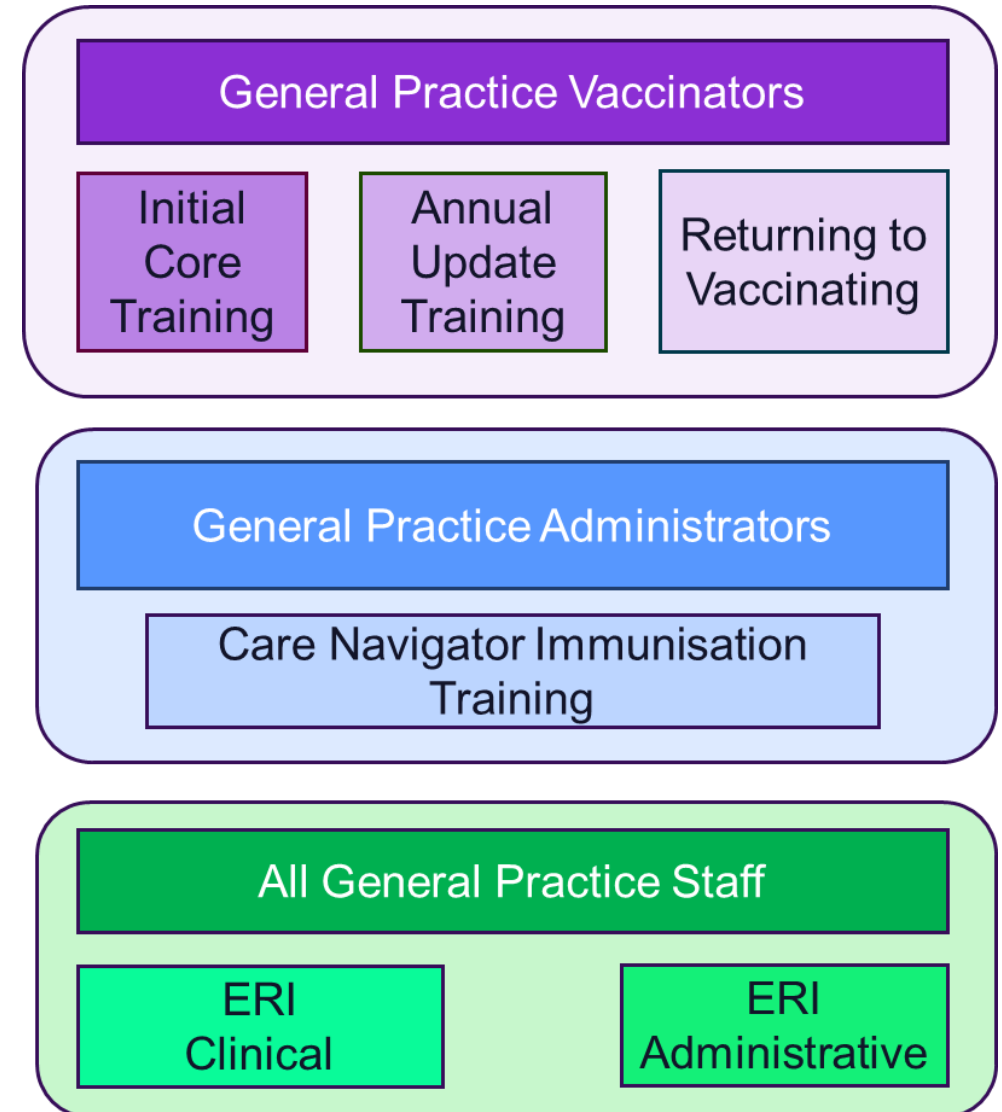 General Practice Vaccinators
Initial
Core
Training
Annual
Update
Training
Returning to
Vaccinating
General Practice Administrators
Care Navigator Immunisation
Training
All General Practice Staff
ERI
Clinical
ERI
Administrative